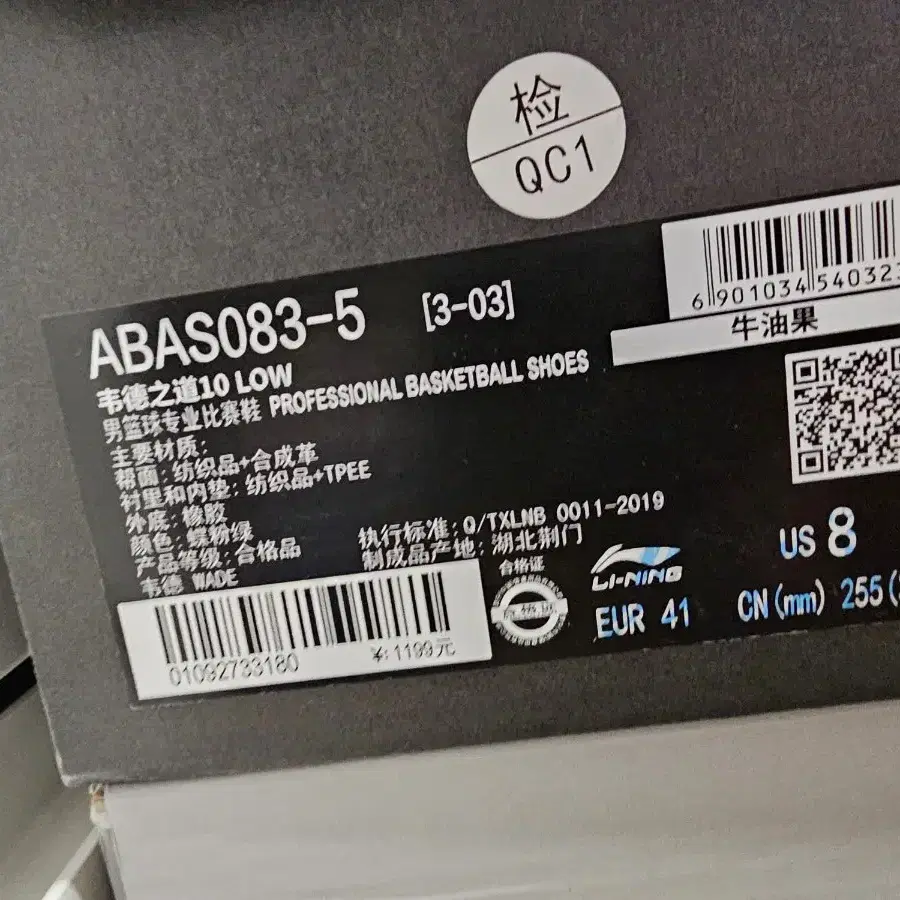 检
QC1
ABAS083-5 [3-03]
6 901034 54032
牛油果
韦德之道10 LOW
男篮球专业比赛鞋 PROFESSIONAL BASKETBALL SHOES
主要材质:
帮面:纺织品+合成革
衬里和内垫:纺织品+TPEE
外底:橡胶
颜色:蝶粉绿
产品等级:合格品
韦德 WADE
执行标准:Q/TXLNB 0011-2019
制成品产地:湖北荆门
合格证
LI-NING
US 8
EUR 41
CN(mm) 255
01092733180
¥:1199元